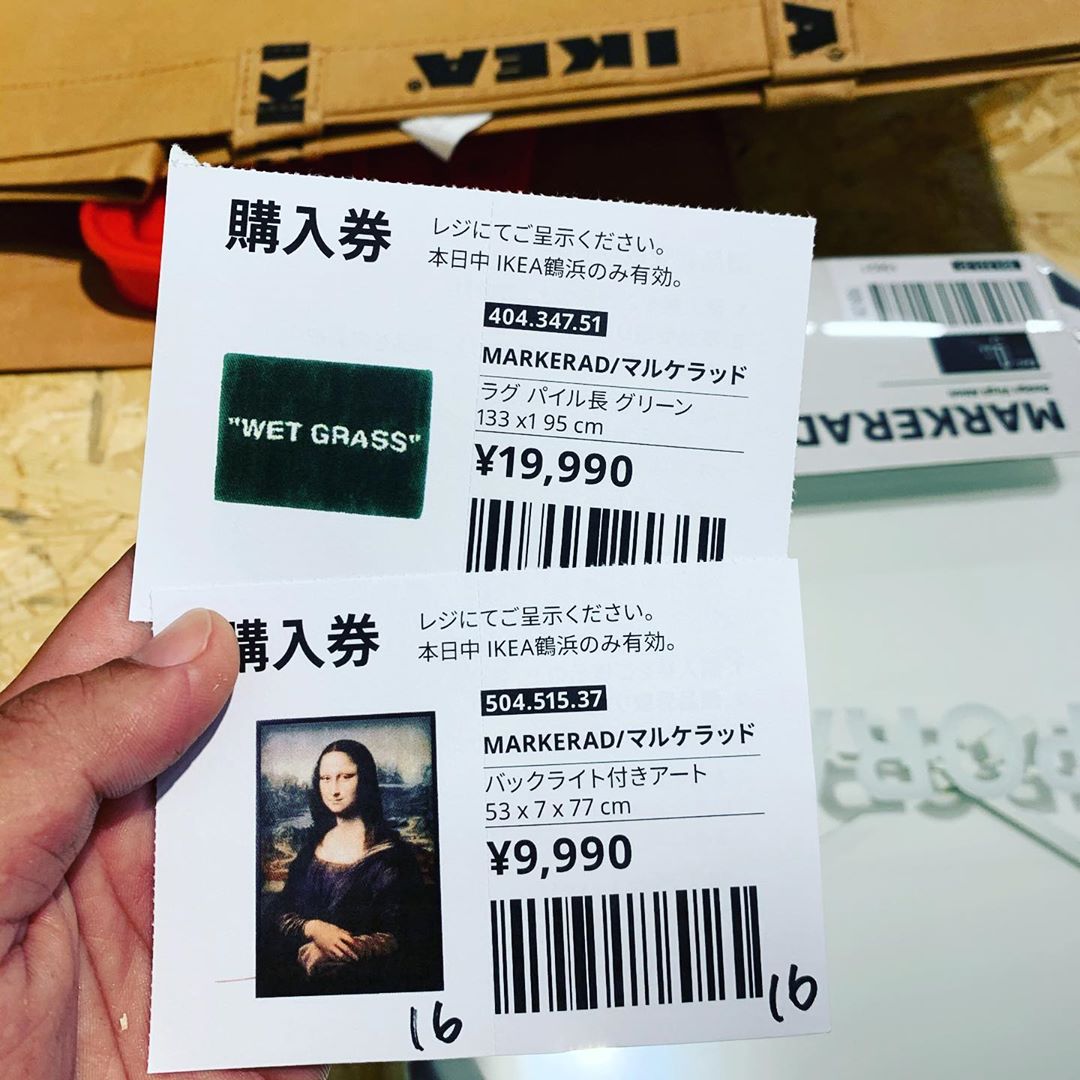 IKEA
IKEA
購入券
レジにてご呈示ください。
本日中 IKEA鶴浜のみ有効。
404.347.51
MARKERAD/マルケラッド
ラグ パイル長 グリーン
133 x1 95 cm
¥19,990
"WET GRASS"
MARKERAD
購入券
レジにてご呈示ください。
本日中 IKEA鶴浜のみ有効。
504.515.37
MARKERAD/マルケラッド
バックライト付きアート
53 x 7 x 77 cm
¥9,990
16
16